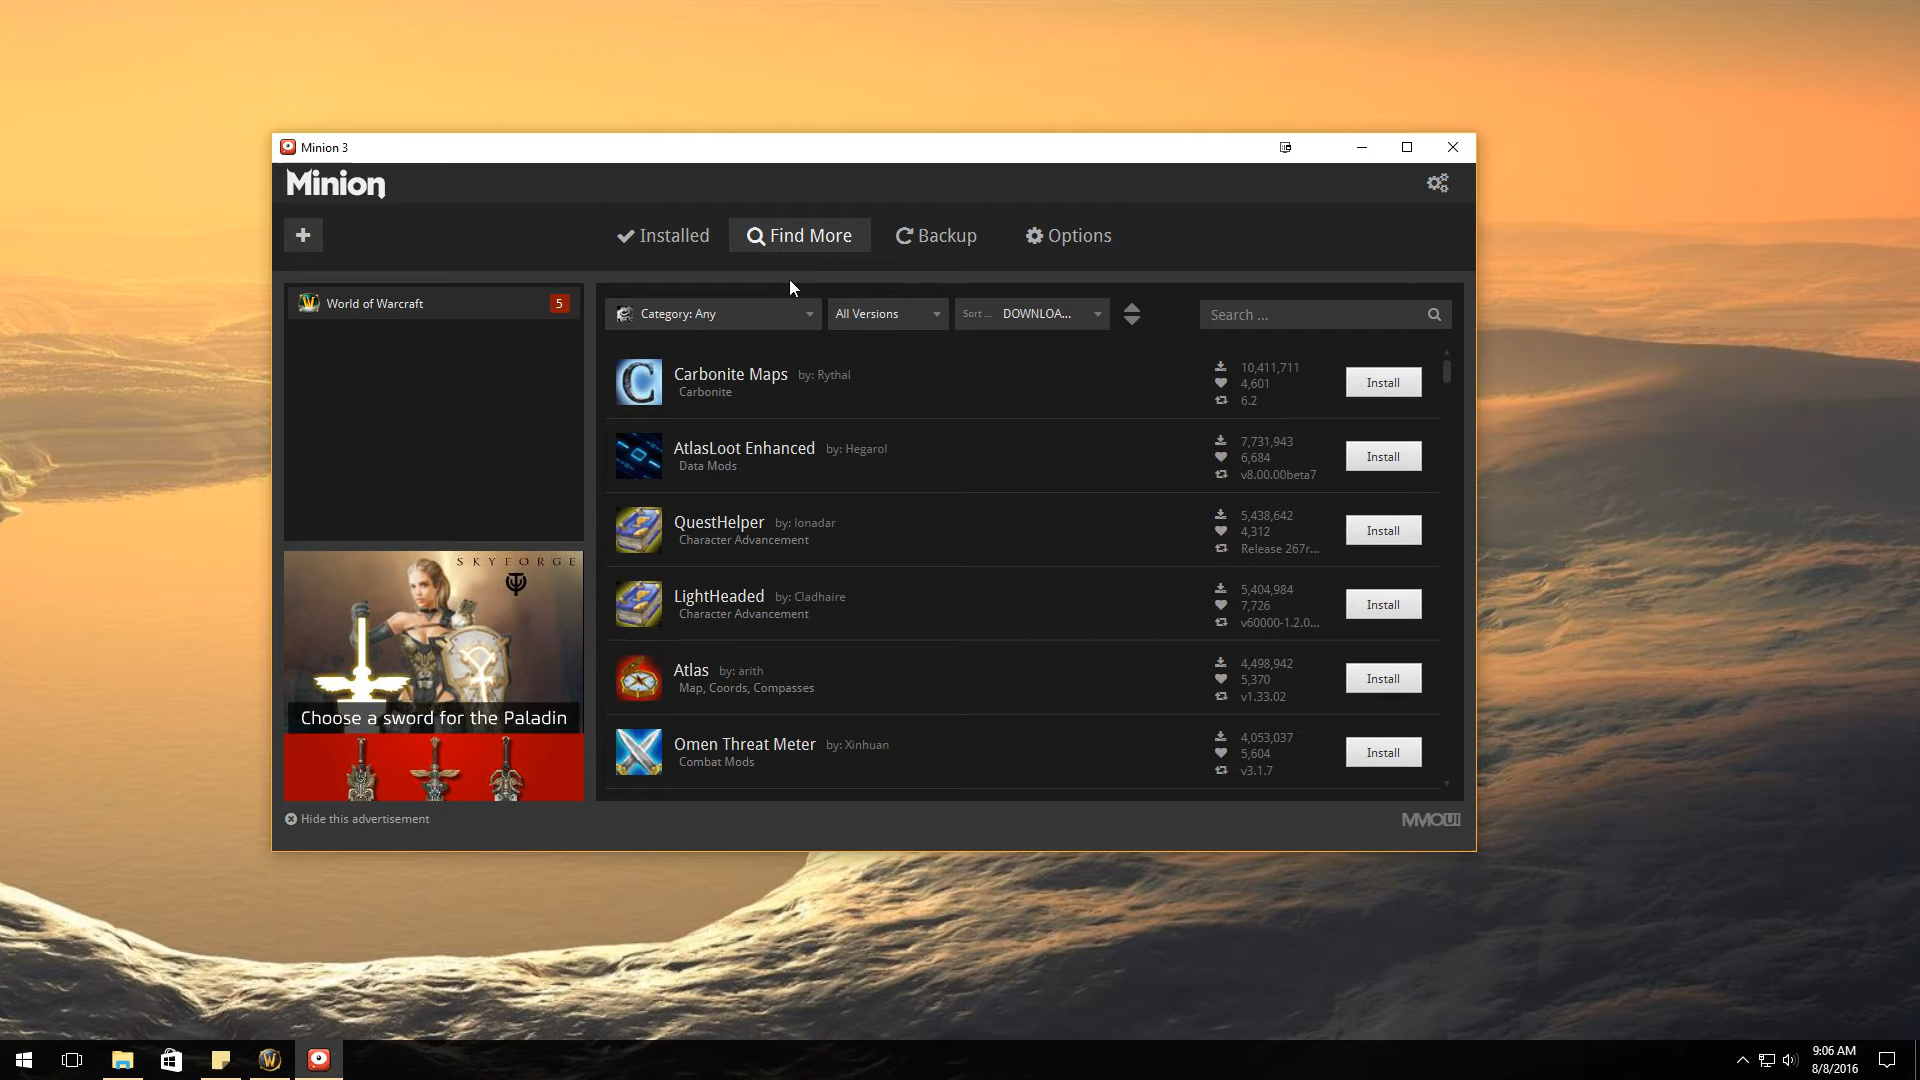 Minion 3
Minion
+
Installed
Find More
Backup
Options
World of Warcraft
5
Category: Any
All Versions
Sort ...
DOWNLOA...
Search ...
Carbonite Maps by: Rythal
Carbonite
10,411,711
4,601
6.2
Install
AtlasLoot Enhanced by: Hegarol
Data Mods
7,731,943
6,684
v8.00.00beta7
Install
QuestHelper by: lonadar
Character Advancement
5,438,642
4,312
Release 267r...
Install
LightHeaded by: Cladhaire
Character Advancement
5,404,984
7,726
v60000-1.2.0...
Install
Atlas by: arith
Map, Coords, Compasses
4,498,942
5,370
v1.33.02
Install
Omen Threat Meter by: Xinhuan
Combat Mods
4,053,037
5,604
v3.1.7
Install
SKYFORGE
Choose a sword for the Paladin
Hide this advertisement
MMOUI
9:06 AM
8/8/2016